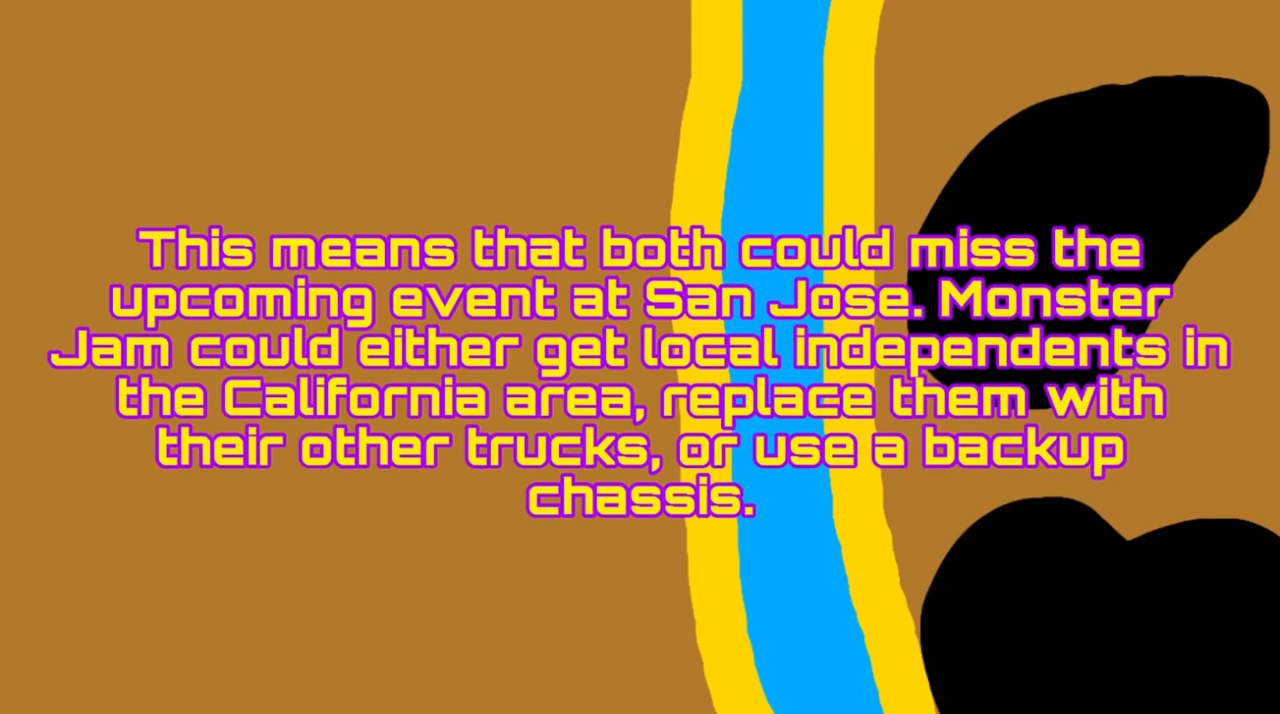 This means that both could miss the
upcoming event at San Jose. Monster
Jam could either get local independents in
the California area, replace them with
their other trucks, or use a backup
chassis.